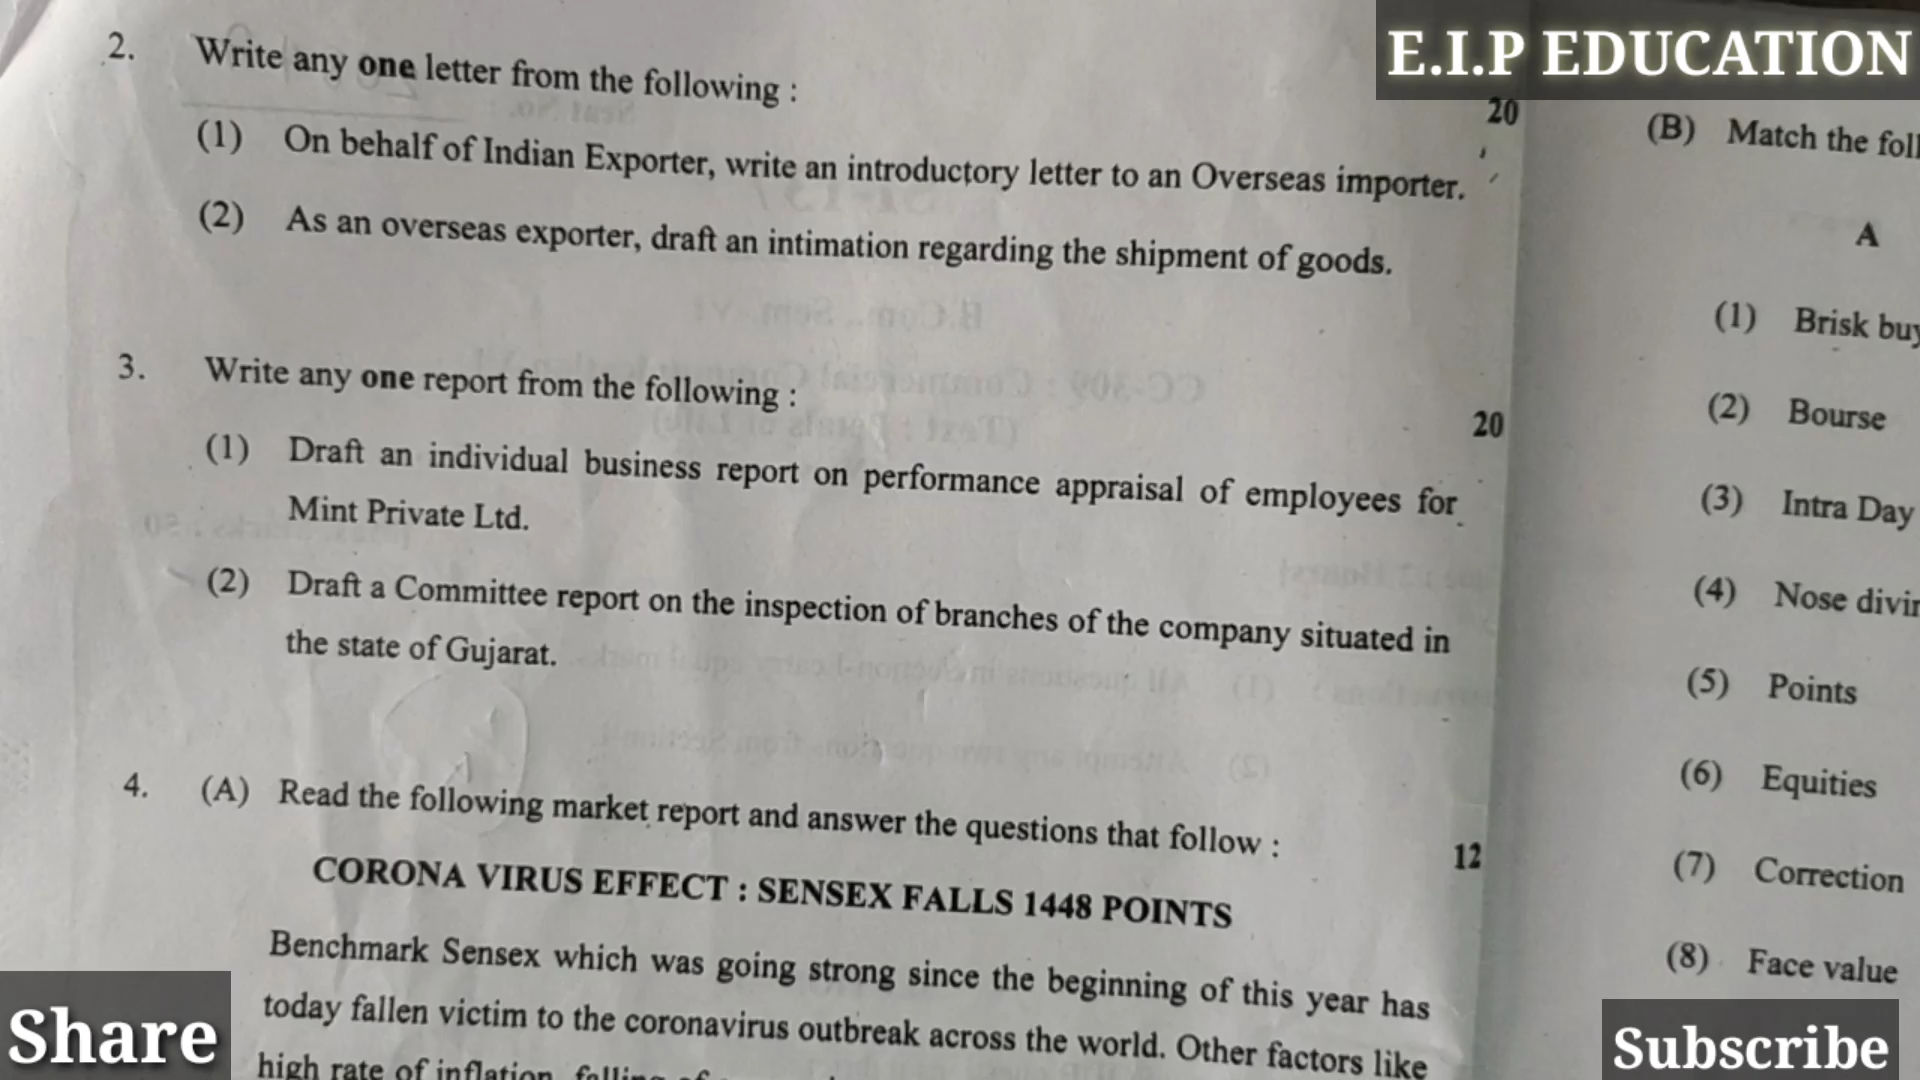 E.I.P EDUCATION
2. Write any one letter from the following :
20
(1) On behalf of Indian Exporter, write an introductory letter to an Overseas importer.
(2) As an overseas exporter, draft an intimation regarding the shipment of goods.
3. Write any one report from the following :
20
(1) Draft an individual business report on performance appraisal of employees for
Mint Private Ltd.
(2) Draft a Committee report on the inspection of branches of the company situated in
the state of Gujarat.
4. (A) Read the following market report and answer the questions that follow :
12
CORONA VIRUS EFFECT : SENSEX FALLS 1448 POINTS
Benchmark Sensex which was going strong since the beginning of this year has
today fallen victim to the coronavirus outbreak across the world. Other factors like
high rate of inflation,
(B) Match the
A
(1) Brisk
(2) Bourse
(3) Intra Day
(4) Nose
(5) Points
(6) Equities
(7) Correction
(8) Face value
Share
Subscribe